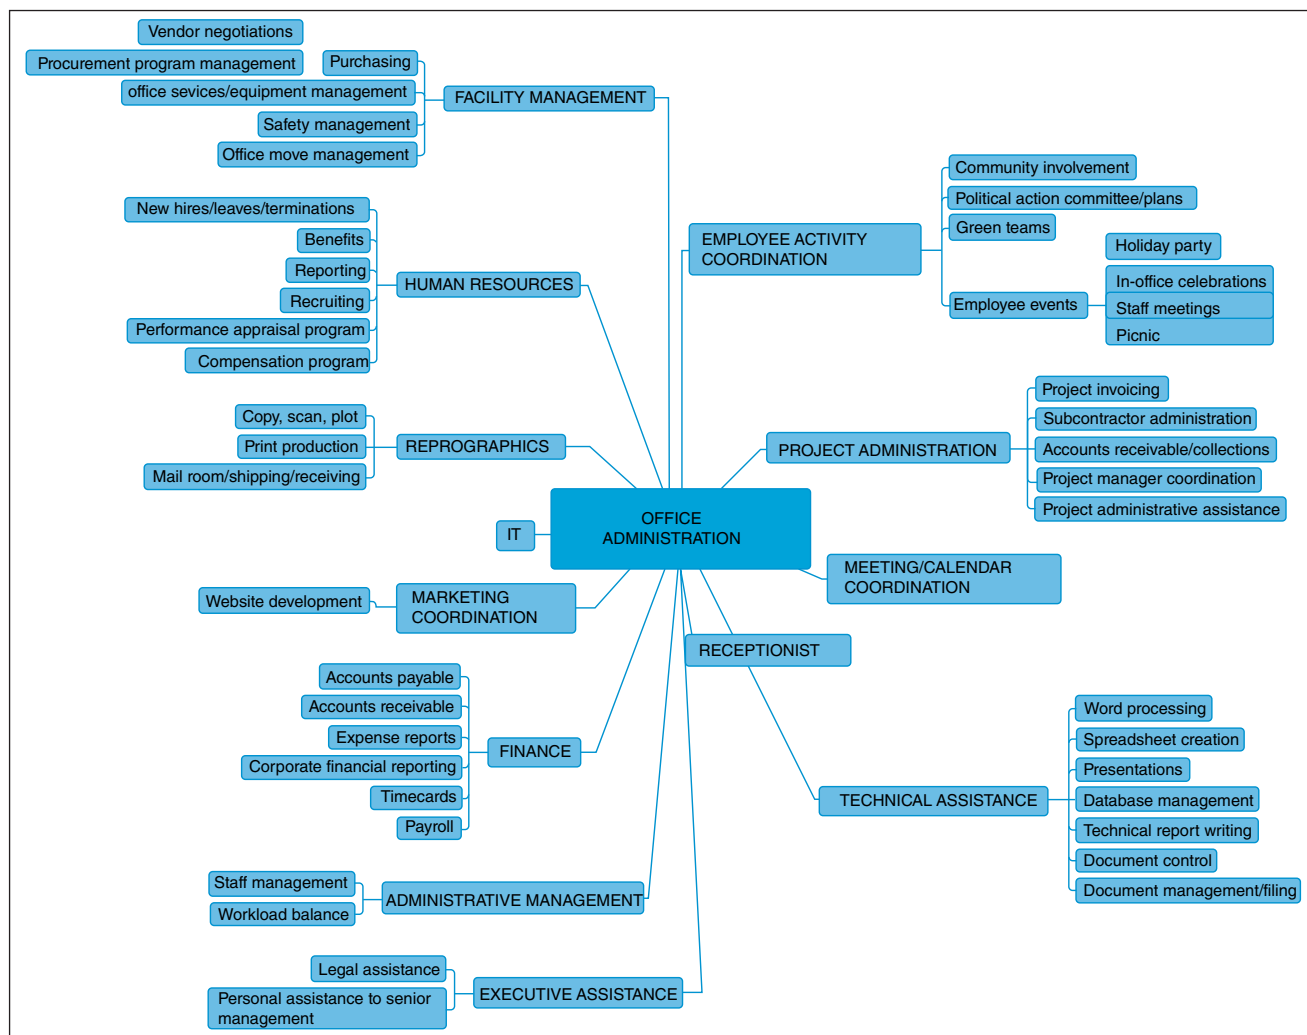 Vendor negotiations
Procurement program management
Purchasing
office sevices/equipment management
Safety management
Office move management
FACILITY MANAGEMENT
New hires/leaves/terminations
Benefits
Reporting
Recruiting
Performance appraisal program
Compensation program
HUMAN RESOURCES
Copy, scan, plot
Print production
Mail room/shipping/receiving
REPROGRAPHICS
IT
Website development
MARKETING
COORDINATION
Accounts payable
Accounts receivable
Expense reports
Corporate financial reporting
Timecards
Payroll
FINANCE
Staff management
Workload balance
ADMINISTRATIVE MANAGEMENT
Legal assistance
Personal assistance to senior
management
EXECUTIVE ASSISTANCE
OFFICE
ADMINISTRATION
EMPLOYEE ACTIVITY
COORDINATION
Community involvement
Political action committee/plans
Green teams
Employee events
Holiday party
In-office celebrations
Staff meetings
Picnic
PROJECT ADMINISTRATION
Project invoicing
Subcontractor administration
Accounts receivable/collections
Project manager coordination
Project administrative assistance
MEETING/CALENDAR
COORDINATION
RECEPTIONIST
TECHNICAL ASSISTANCE
Word processing
Spreadsheet creation
Presentations
Database management
Technical report writing
Document control
Document management/filing